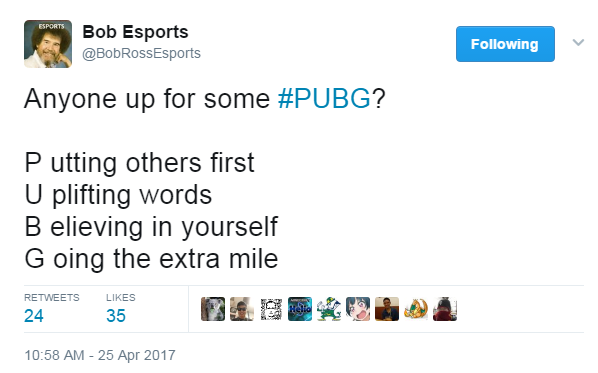 ESPORTS
Bob Esports
@BobRossEsports
Following
Anyone up for some #PUBG?
P utting others first
U plifting words
B elieving in yourself
G oing the extra mile
RETWEETS LIKES
24 35
Helio
10:58 AM - 25 Apr 2017